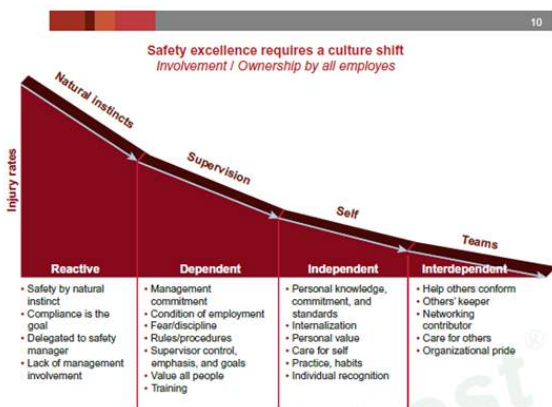 10
Safety excellence requires a culture shift
Involvement / Ownership by all employes
Natural instincts
Supervision
Self
Teams
Injury rates
Reactive
Dependent
Independent
Interdependent
• Safety by natural
instinct
• Compliance is the
goal
• Delegated to safety
manager
• Lack of management
involvement
• Management
commitment
• Condition of employment
• Fear/discipline
• Rules/procedures
• Supervisor control,
emphasis, and goals
• Value all people
• Training
• Personal knowledge,
commitment, and
standards
• Internalization
• Personal value
• Care for self
• Practice, habits
• Individual recognition
• Help others conform
• Others' keeper
• Networking
contributor
• Care for others
• Organizational pride